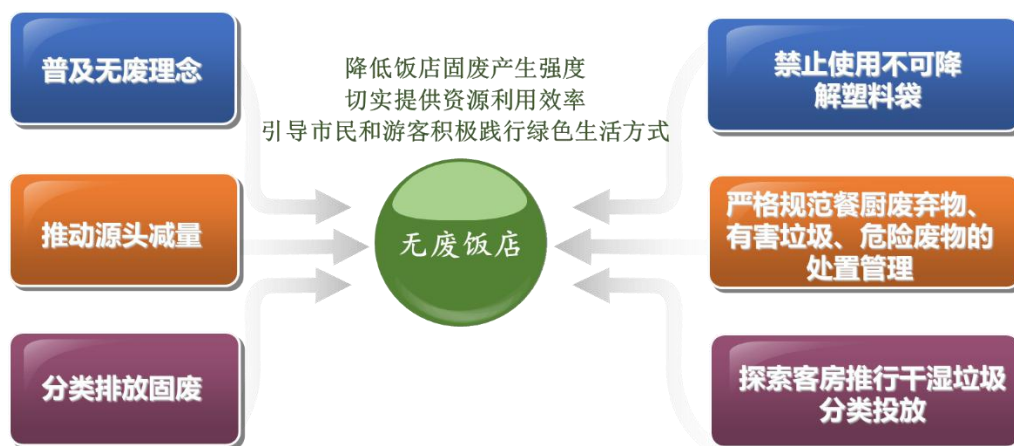 普及无废理念
推动源头减量
分类排放固废
降低饭店固废产生强度
切实提供资源利用效率
引导市民和游客积极践行绿色生活方式
无废饭店
禁止使用不可降
解塑料袋
严格规范餐厨废弃物、
有害垃圾、危险废物的
处置管理
探索客房推行干湿垃圾
分类投放